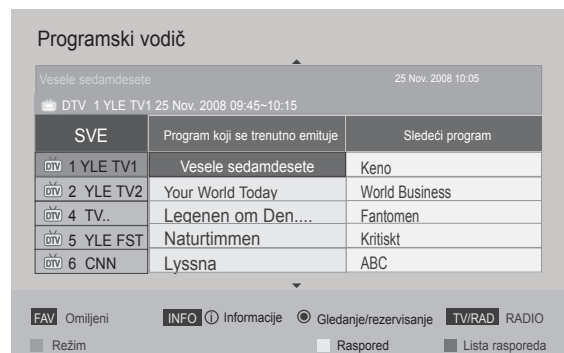 Programski vodič
Vesele sedamdesete 25 Nov. 2008 10:05
DTV 1 YLE TV1 25 Nov. 2008 09:45~10:15
SVE Program koji se trenutno emituje Sledeći program
DTV 1 YLE TV1 Vesele sedamdesete Keno
DTV 2 YLE TV2 Your World Today World Business
DTV 4 TV.. Legenen om Den.... Fantomen
DTV 5 YLE FST Naturtimmen Kritiskt
DTV 6 CNN Lyssna ABC
FAV Omiljeni INFO i Informacije Gledanje/rezervisanje TV/RAD RADIO
Režim Raspored Lista rasporeda